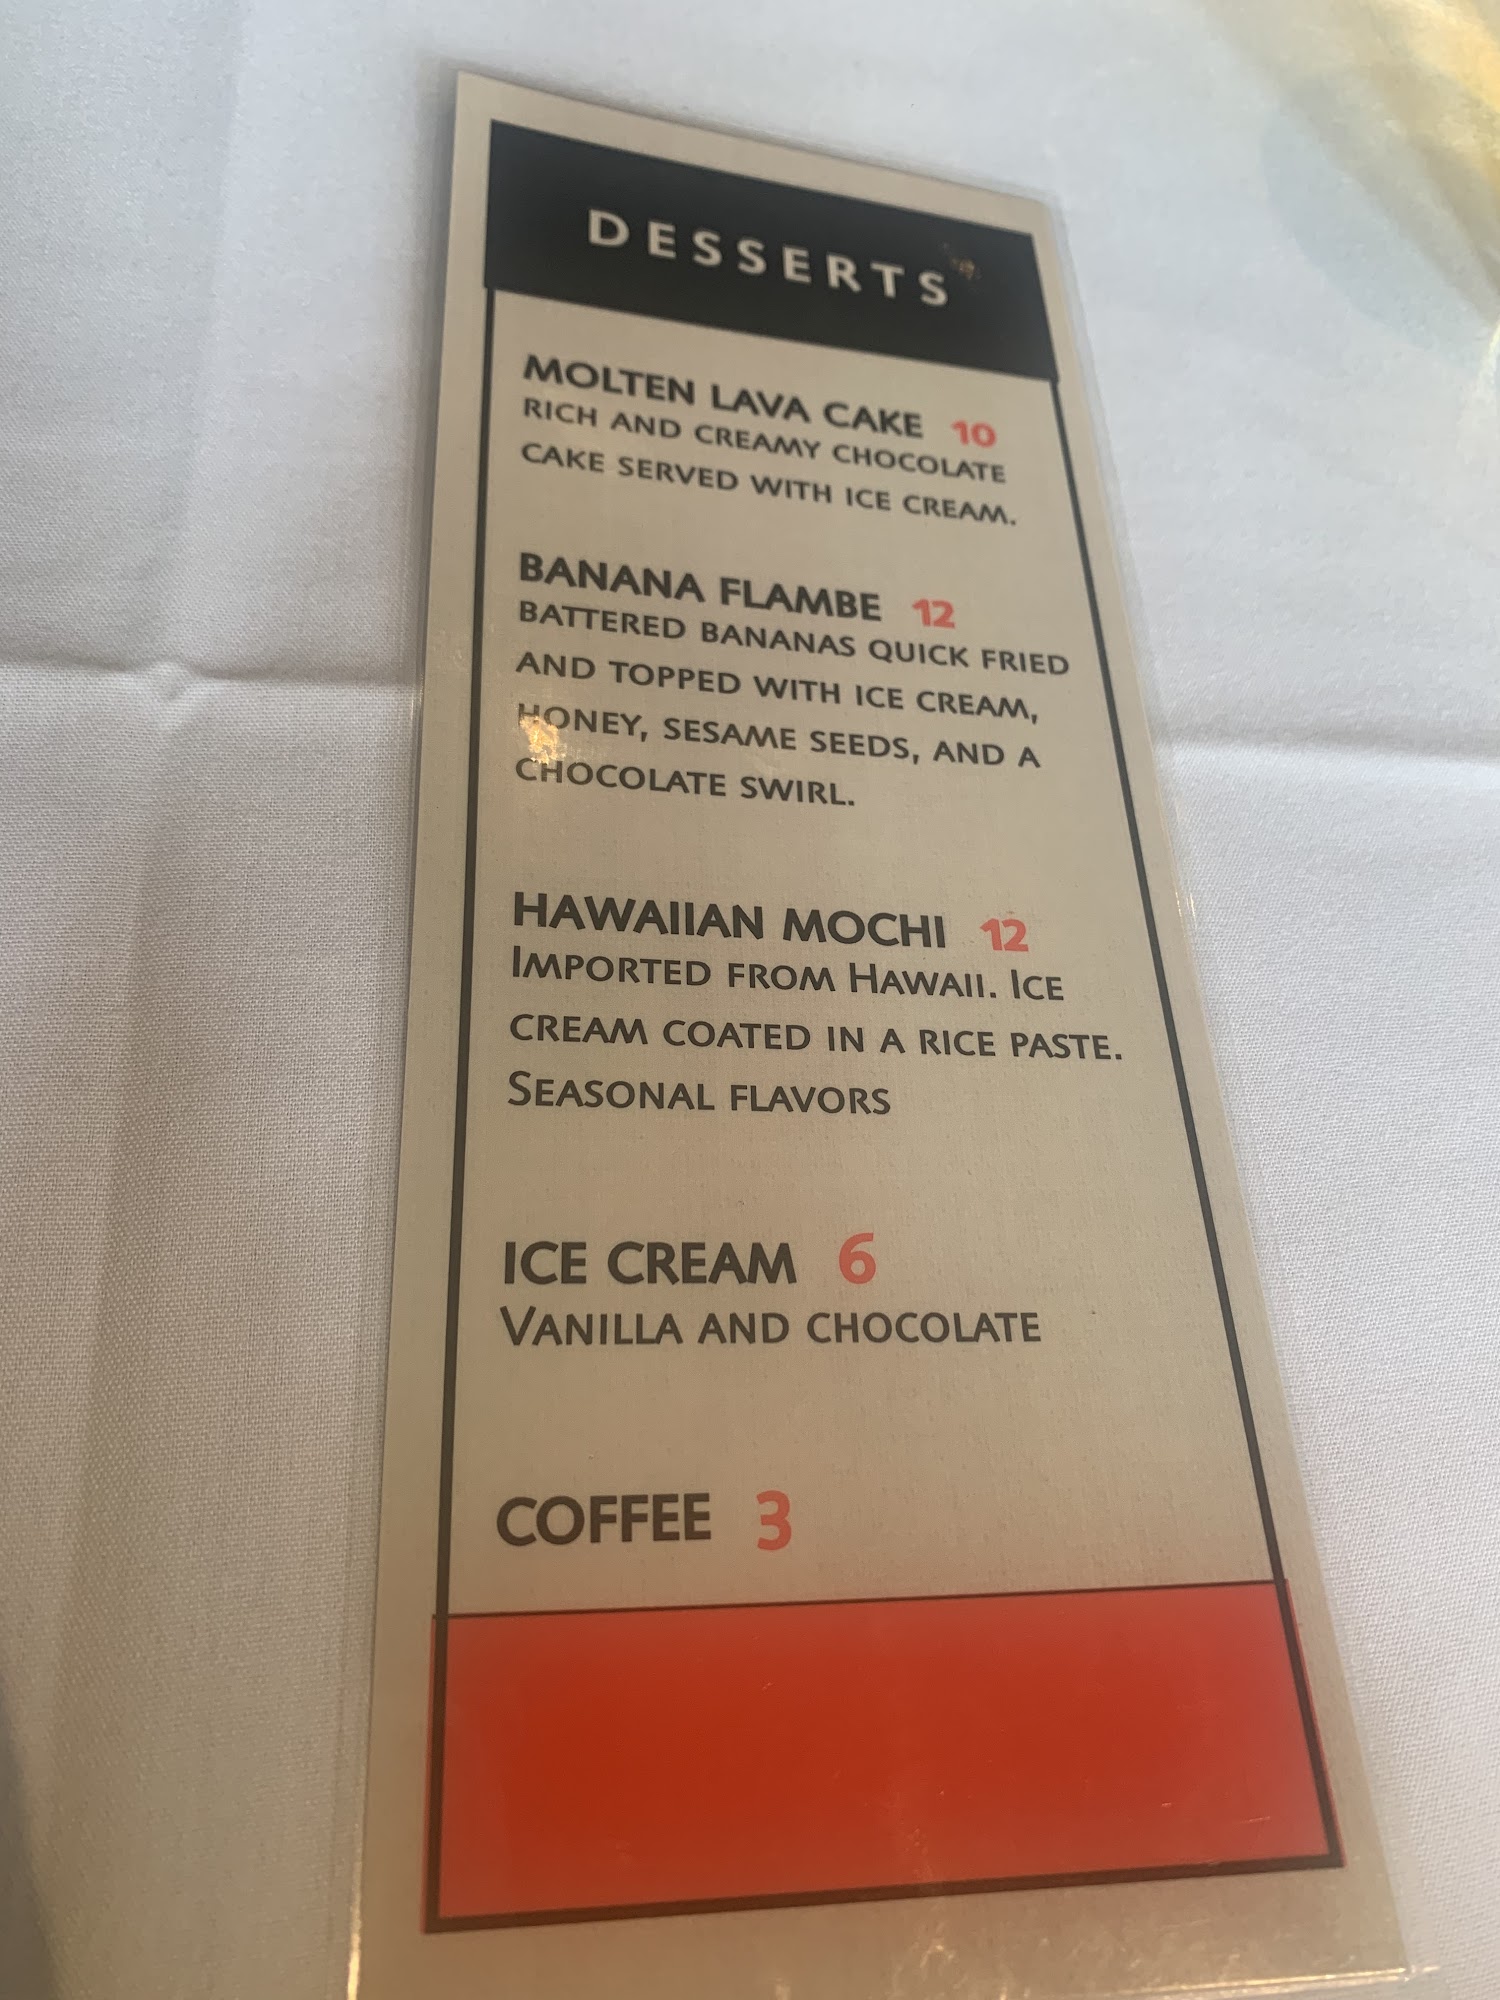 DESSERTS
MOLTEN LAVA CAKE 10
RICH AND CREAMY CHOCOLATE
CAKE SERVED WITH ICE CREAM.
BANANA FLAMBE 12
BATTERED BANANAS QUICK FRIED
AND TOPPED WITH ICE CREAM,
HONEY, SESAME SEEDS, AND A
CHOCOLATE SWIRL.
HAWAIIAN MOCHI 12
IMPORTED FROM HAWAII. ICE
CREAM COATED IN A RICE PASTE.
SEASONAL FLAVORS
ICE CREAM 6
VANILLA AND CHOCOLATE
COFFEE 3